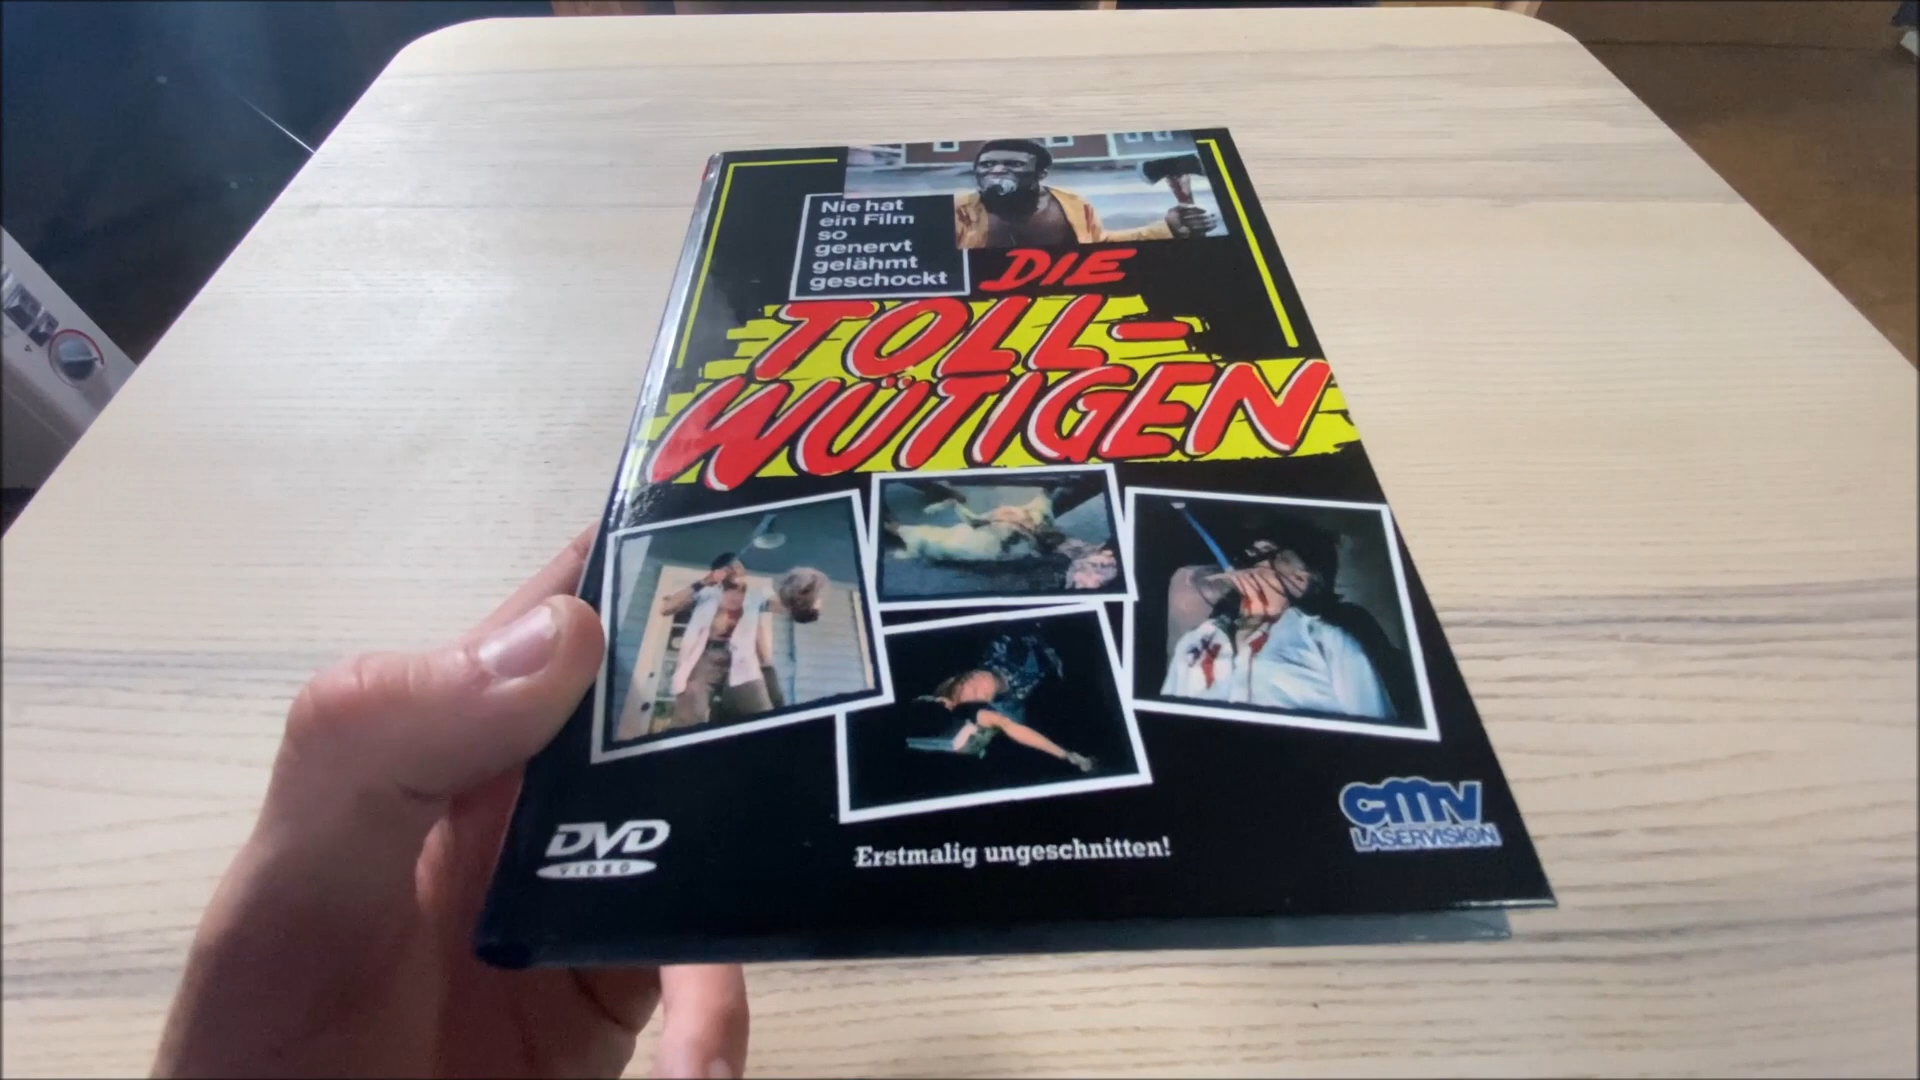 Nie hat
ein Film
so
genervt
gelähmt
geschockt
DIE
TOLL-
WÜTIGEN
DVD
VIDEO
Erstmalig ungeschnitten!
cmv
LASERVISION